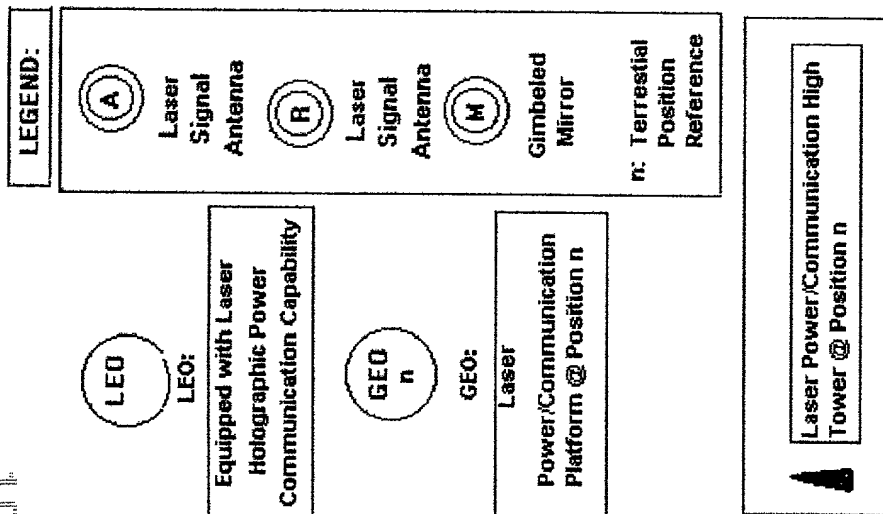 LEGEND:
A
Laser
Signal
Antenna
R
Laser
Signal
Antenna
M
Gimbeled
Mirror
n: Terrestial
Position
Reference
LEO
LEO:
Equipped with Laser
Holographic Power
Communication Capability
GEO
n
GEO:
Laser
Power/Communication
Platform @ Position n
Laser Power/Communication High
Tower @ Position n